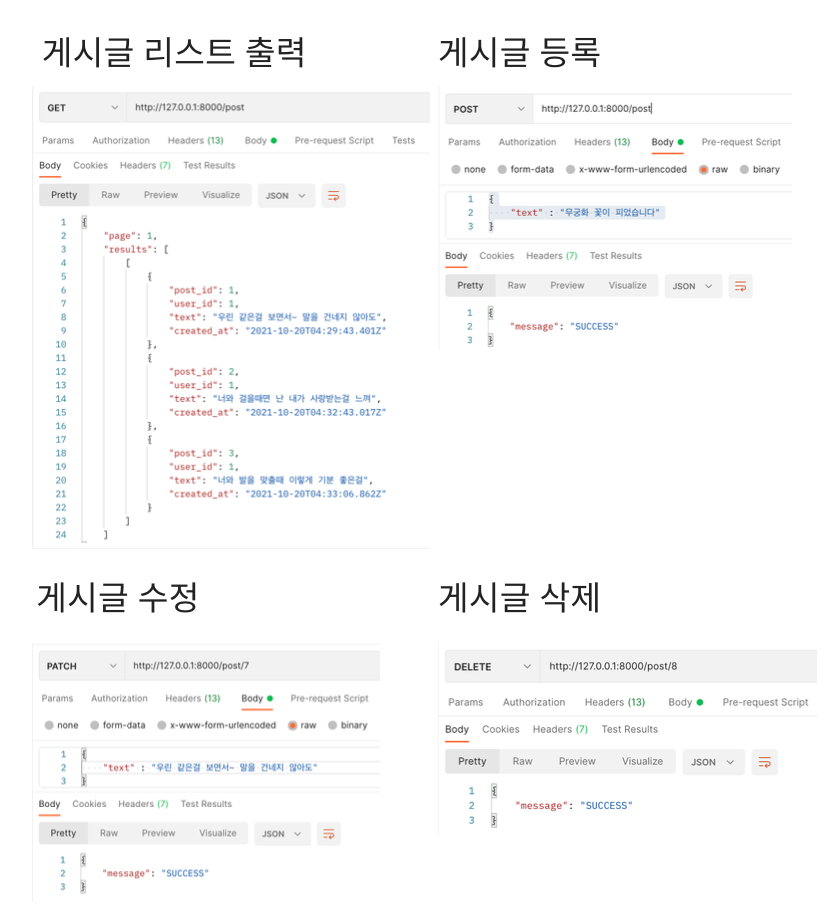 게시글 리스트 출력
GET http://127.0.0.1:8000/post
Params Authorization Headers (13) Body Pre-request Script Tests
Body Cookies Headers (7) Test Results
Pretty Raw Preview Visualize JSON
1 {
2 "page": 1,
3 "results": [
4 [
5 {
6 "post_id": 1,
7 "user_id": 1,
8 "text": "우린 같은걸 보면서~ 말을 건네지 않아도",
9 "created_at": "2021-10-20T04:29:43.401Z"
10 },
11 {
12 "post_id": 2,
13 "user_id": 1,
14 "text": "너와 걸을때면 난 내가 사랑받는걸 느껴",
15 "created_at": "2021-10-20T04:32:43.017Z"
16 },
17 {
18 "post_id": 3,
19 "user_id": 1,
20 "text": "너와 발을 맞출때 이렇게 기분 좋은걸",
21 "created_at": "2021-10-20T04:33:06.862Z"
22 }
23 ]
24 ]
게시글 등록
POST http://127.0.0.1:8000/post
Params Authorization Headers (13) Body Pre-request Script
none form-data x-www-form-urlencoded raw binary
1 {
2 "text" : "무궁화 꽃이 피었습니다"
3 }
Body Cookies Headers (7) Test Results
Pretty Raw Preview Visualize JSON
1 {
2 "message": "SUCCESS"
3 }
게시글 수정
PATCH http://127.0.0.1:8000/post/7
Params Authorization Headers (13) Body Pre-request Script
none form-data x-www-form-urlencoded raw binary
1 {
2 "text" : "우린 같은걸 보면서~ 말을 건네지 않아도"
3 }
Body Cookies Headers (7) Test Results
Pretty Raw Preview Visualize JSON
1 {
2 "message": "SUCCESS"
3 }
게시글 삭제
DELETE http://127.0.0.1:8000/post/8
Params Authorization Headers (13) Body Pre-request Script
Body Cookies Headers (7) Test Results
Pretty Raw Preview Visualize JSON
1 {
2 "message": "SUCCESS"
3 }